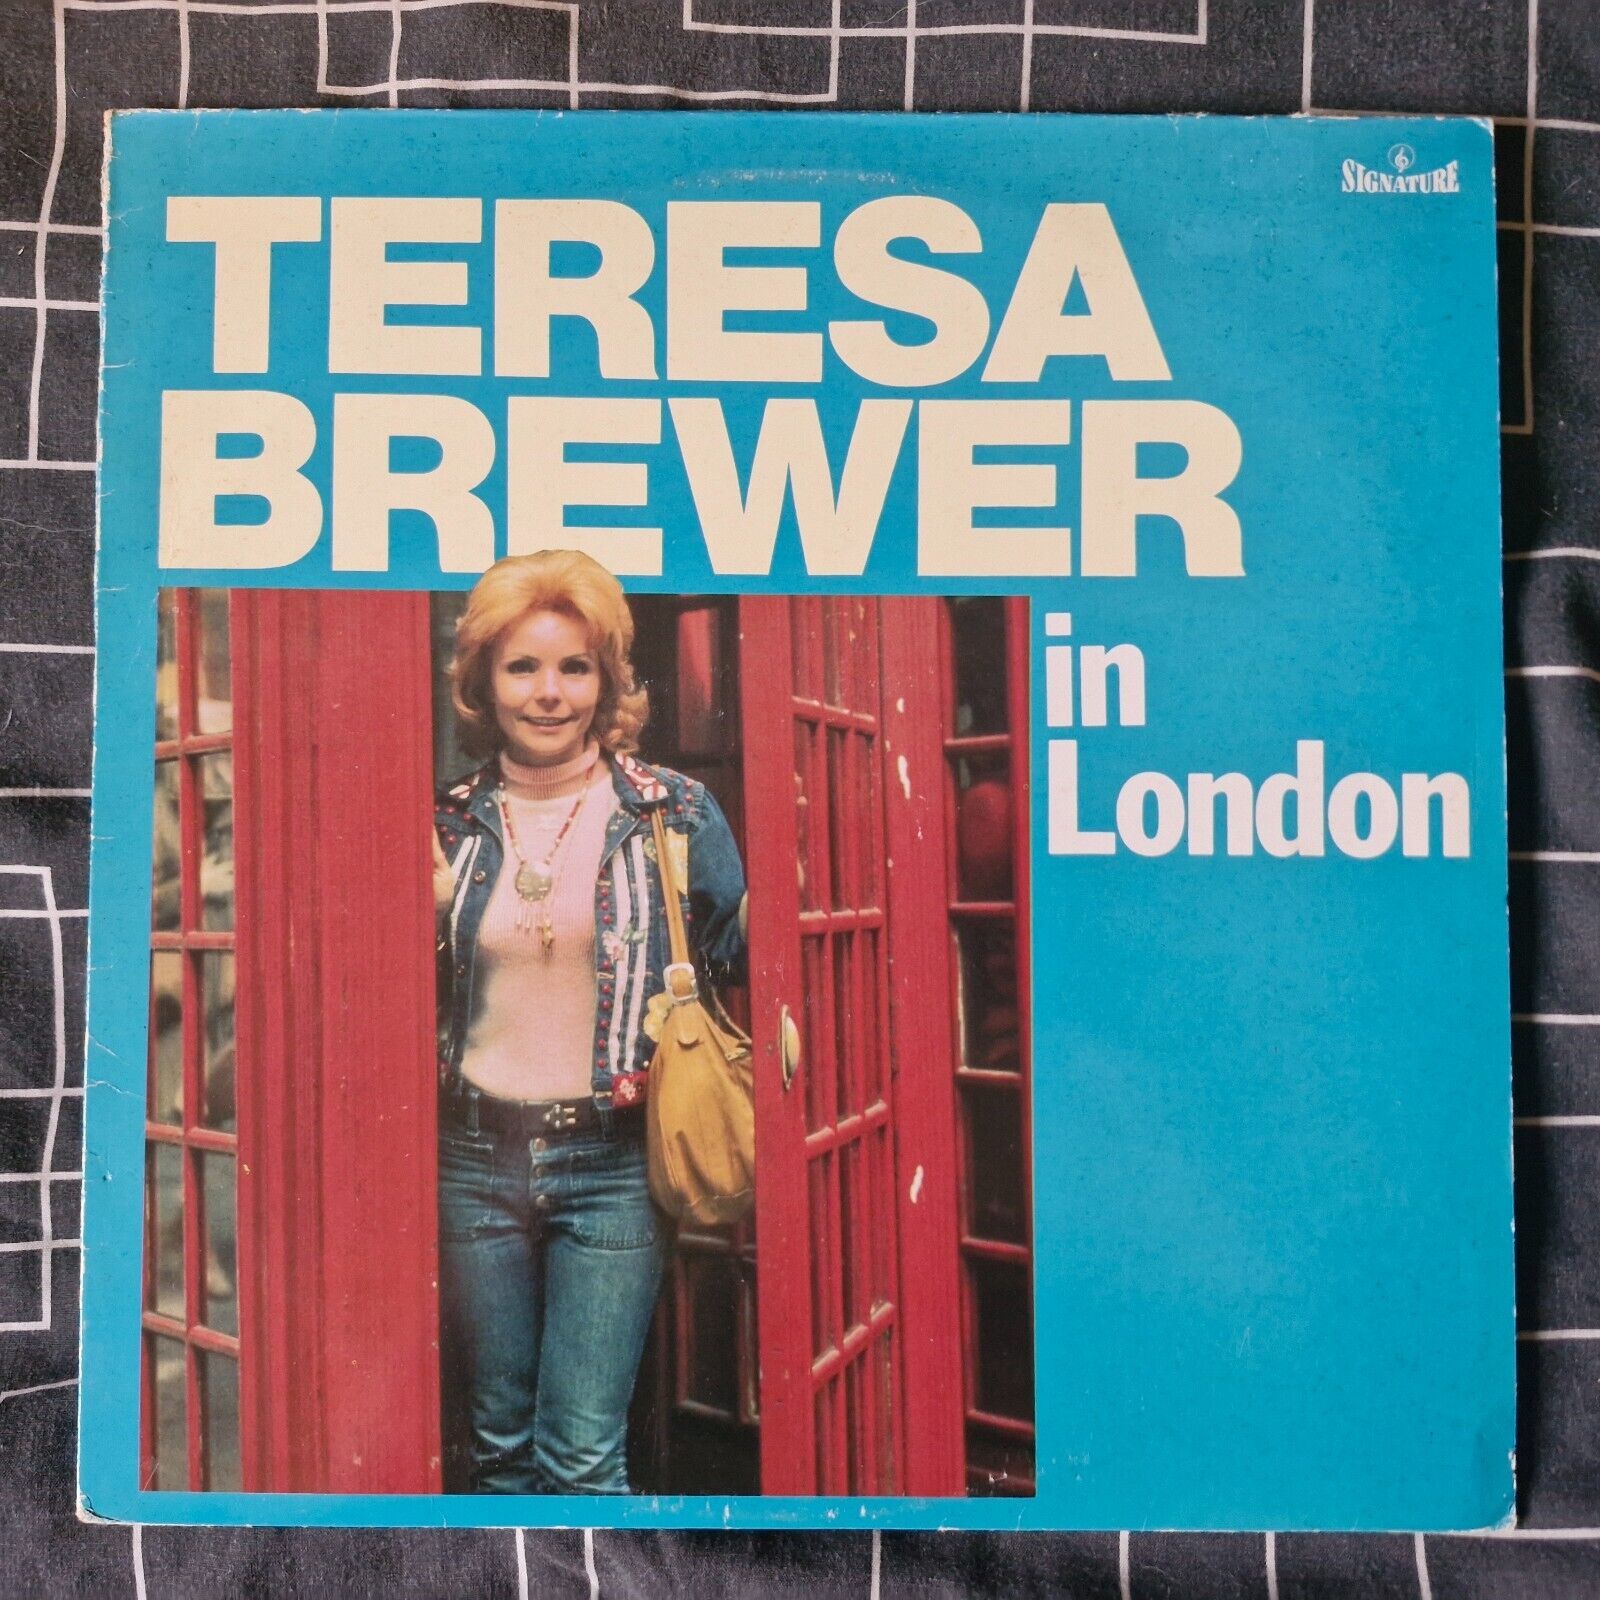 SIGNATURE
TERESA
BREWER
in
London